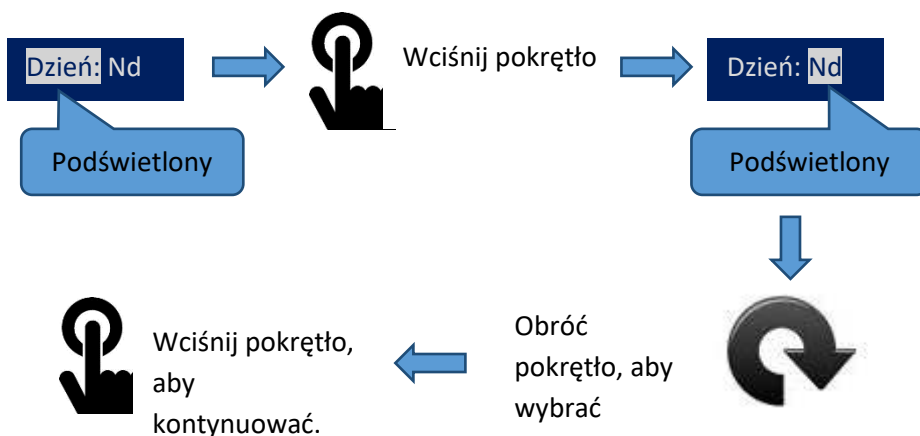 Dzień: Nd
Wciśnij pokrętło
Dzień: Nd
Podświetlony
Podświetlony
Obróć
pokrętło, aby
wybrać
Wciśnij pokrętło,
aby
kontynuować.